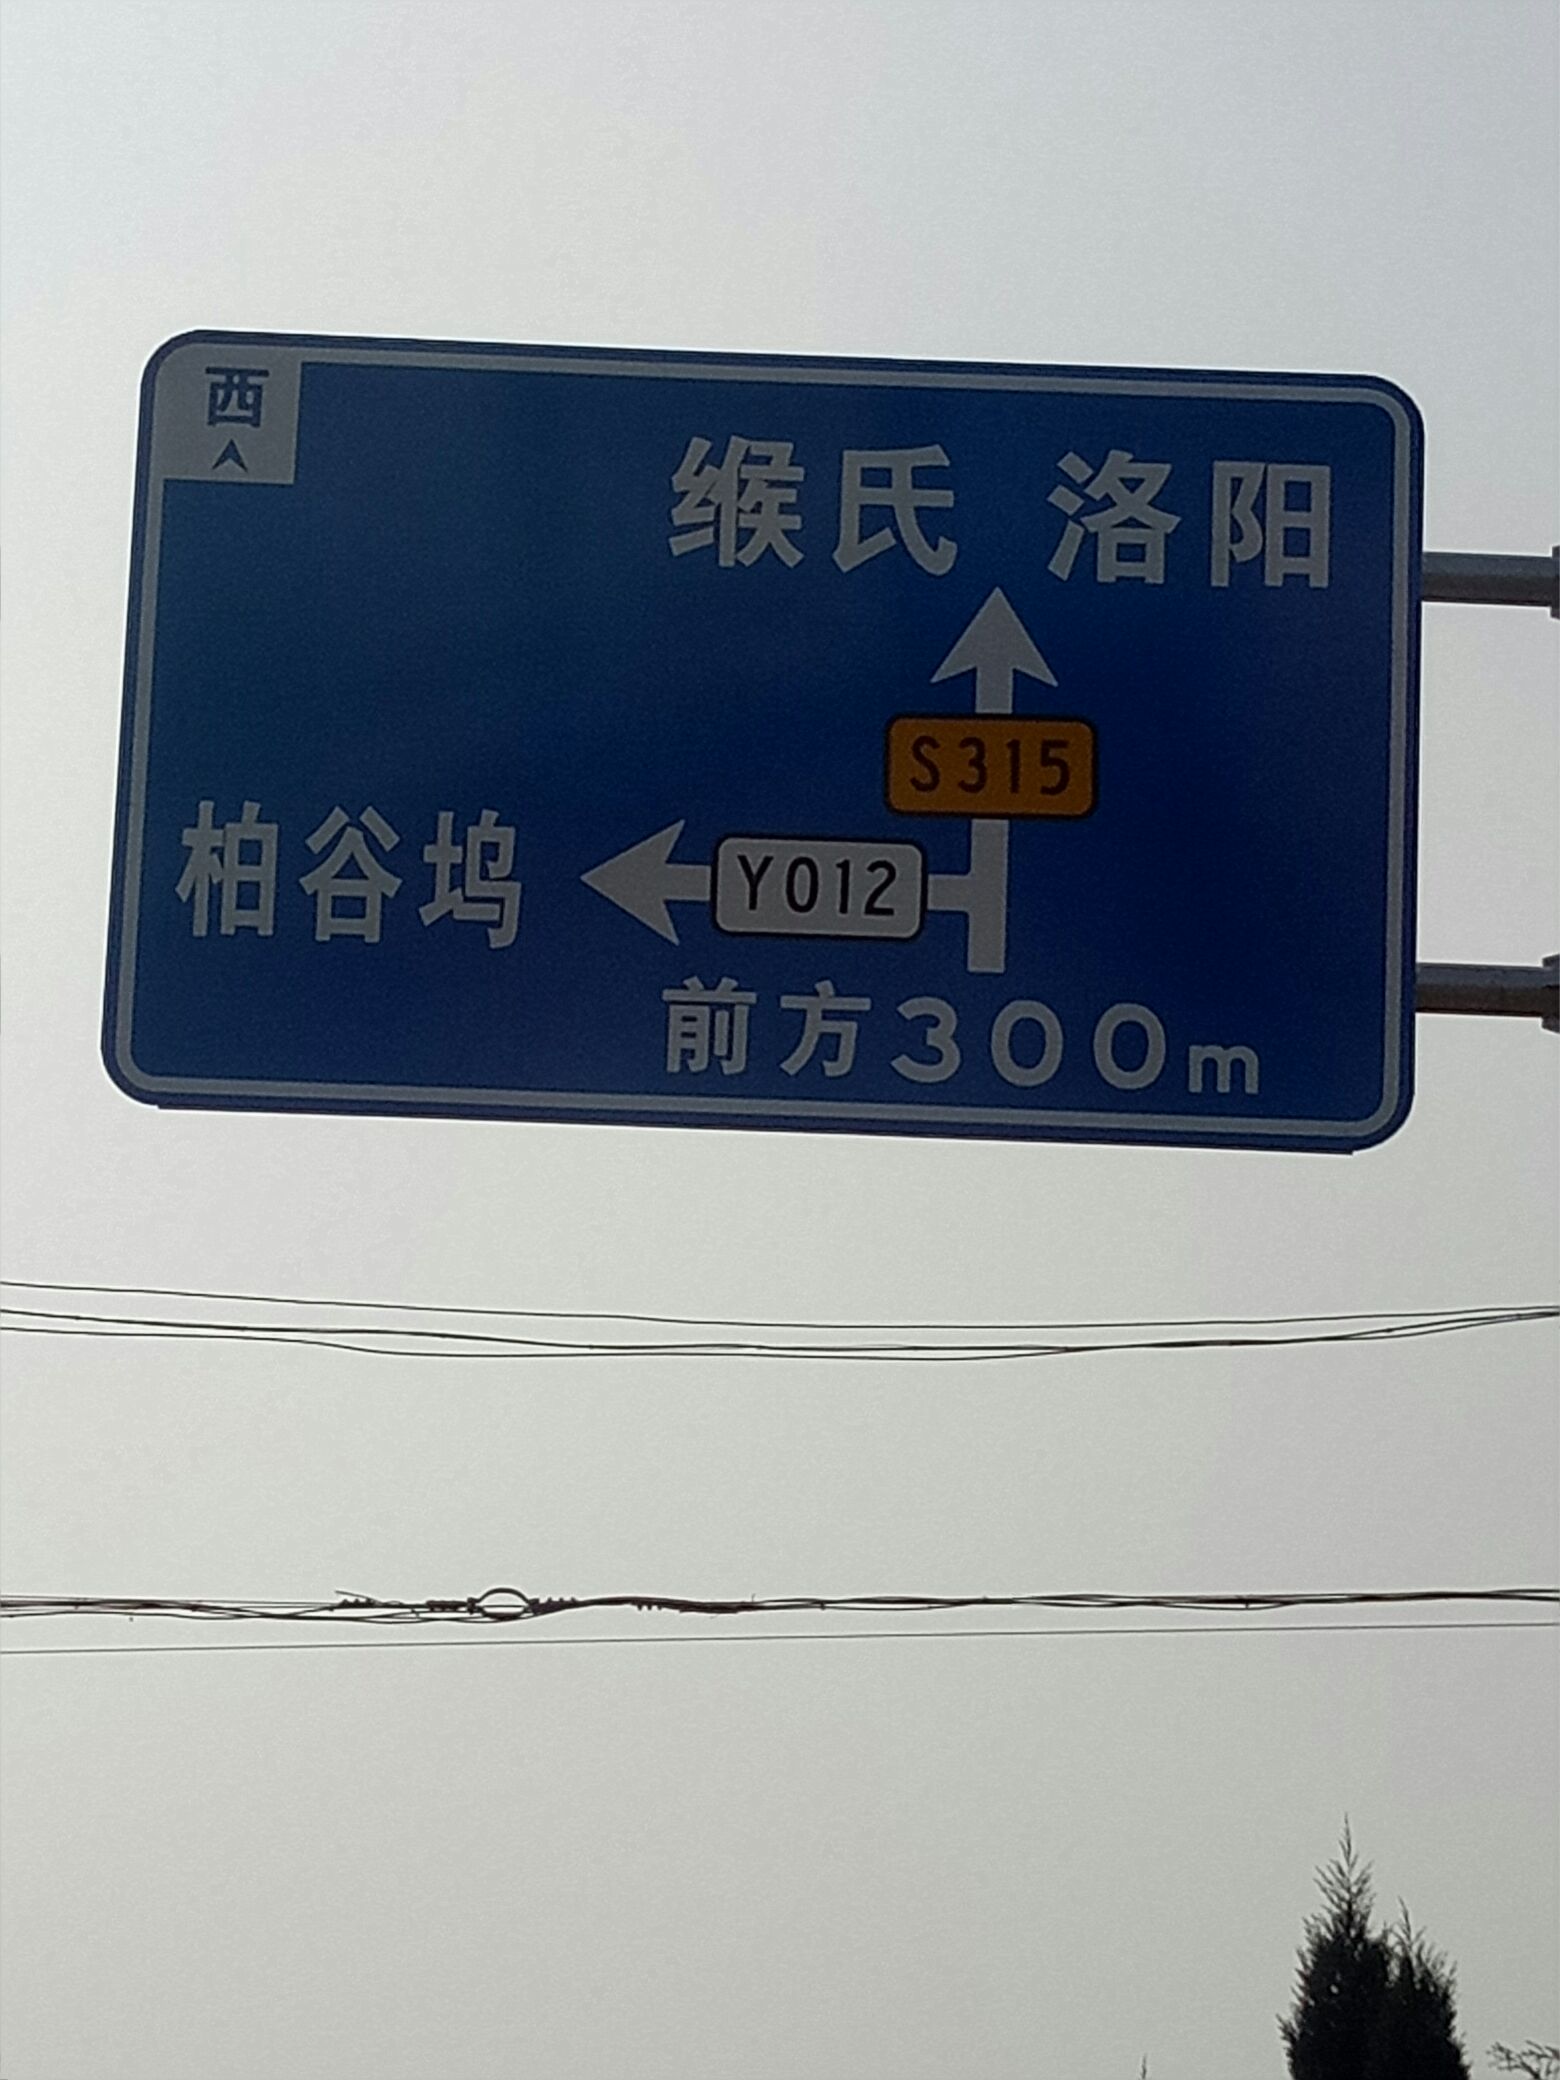 西
缑氏 洛阳
S315
柏谷坞
Y012
前方300m